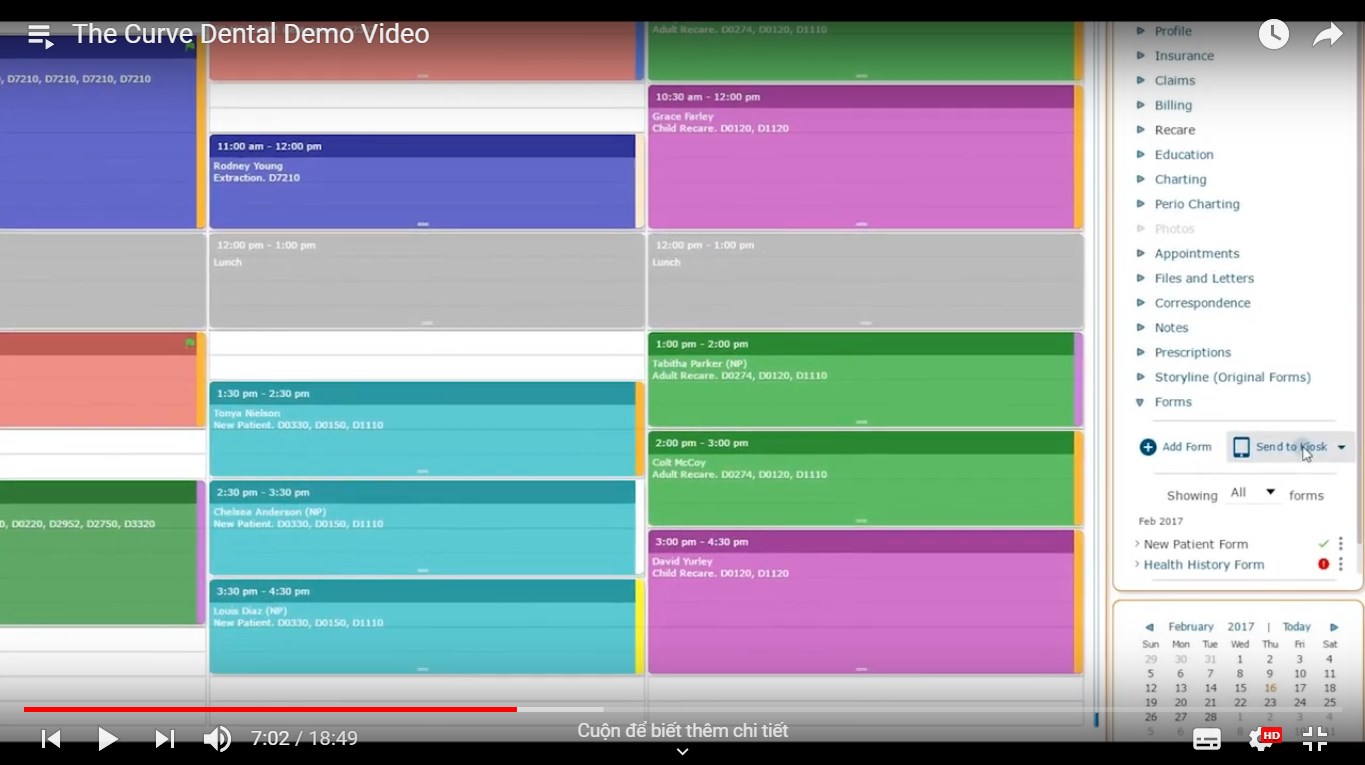 The Curve Dental Demo Video
, D7210, D7210, D7210, D7210
0, D0220, D2952, D2750, D3320
11:00 am - 12:00 pm
Rodney Young
Extraction. D7210
12:00 pm - 1:00 pm
Lunch
1:30 pm - 2:30 pm
Tonya Nielson
New Patient. D0330, D0150, D1110
2:30 pm - 3:30 pm
Chelsea Anderson (NP)
New Patient. D0330, D0150, D1110
3:30 pm - 4:30 pm
Louis Diaz (NP)
New Patient. D0330, D0150, D1110
Adult Recare. D0274, D0120, D1110
10:30 am - 12:00 pm
Grace Farley
Child Recare. D0120, D1120
12:00 pm - 1:00 pm
Lunch
1:00 pm - 2:00 pm
Tabitha Parker (NP)
Adult Recare. D0274, D0120, D1110
2:00 pm - 3:00 pm
Colt McCoy
Adult Recare. D0274, D0120, D1110
3:00 pm - 4:30 pm
David Yurley
Child Recare. D0120, D1120
Profile
Insurance
Claims
Billing
Recare
Education
Charting
Perio Charting
Photos
Appointments
Files and Letters
Correspondence
Notes
Prescriptions
Storyline (Original Forms)
Forms
Add Form Send to Kiosk
Showing All forms
Feb 2017
New Patient Form
Health History Form
February 2017 | Today
Sun Mon Tue Wed Thu Fri Sat
29 30 31 1 2 3 4
5 6 7 8 9 10 11
12 13 14 15 16 17 18
19 20 21 22 23 24 25
26 27 28 1 2 3 4
5 6 8
7:02 / 18:49
Cuộn để biết thêm chi tiết
HD